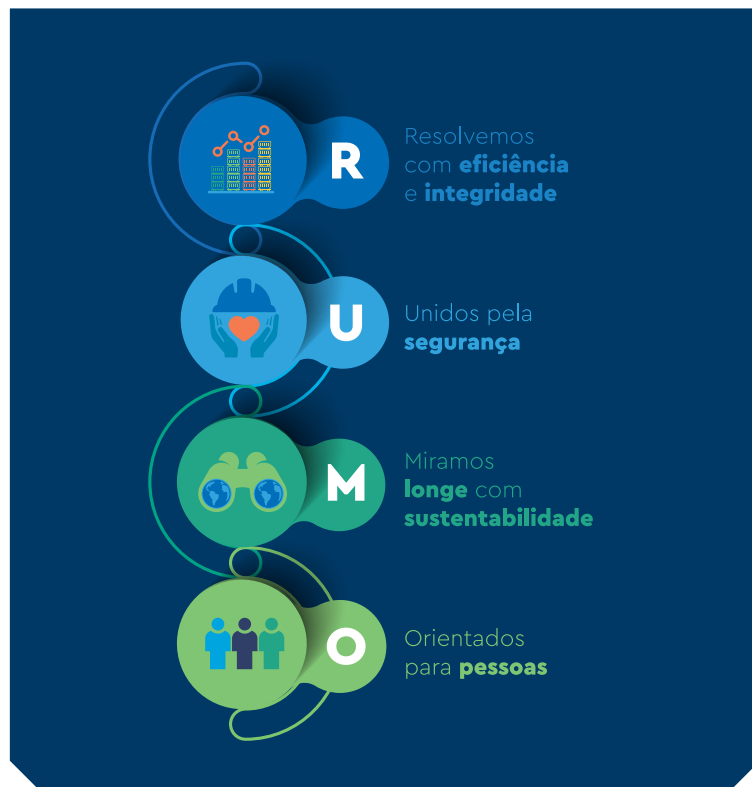 R
Resolvemos
com eficiência
e integridade
U
Unidos pela
segurança
M
Miramos
longe com
sustentabilidade
O
Orientados
para pessoas